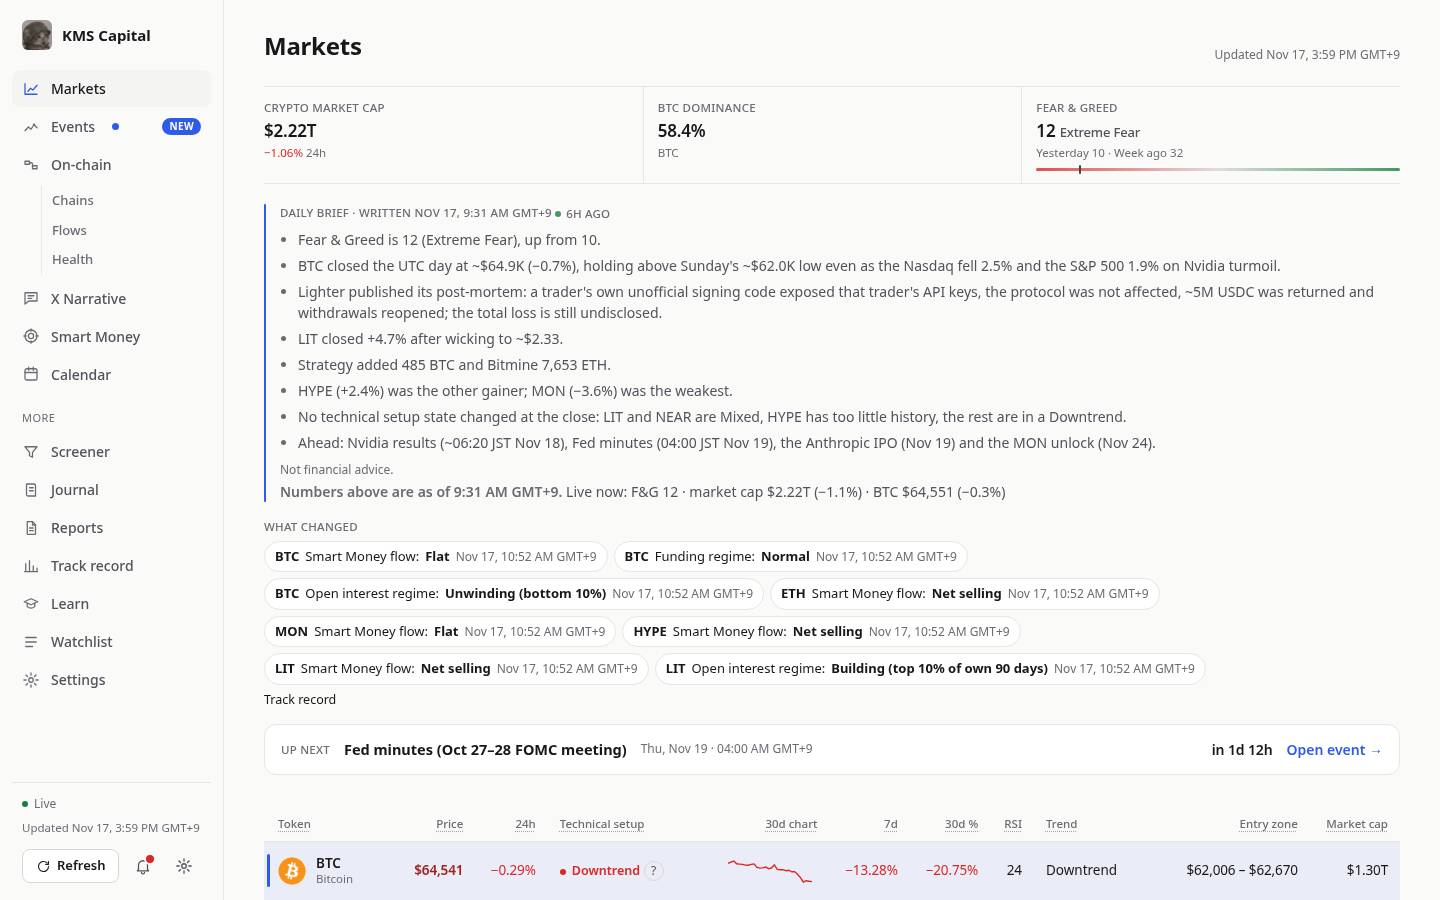 KMS Capital
Markets
Events NEW
On-chain
Chains
Flows
Health
X Narrative
Smart Money
Calendar
MORE
Screener
Journal
Reports
Track record
Learn
Watchlist
Settings
Live
Updated Nov 17, 3:59 PM GMT+9
Refresh
Markets
Updated Nov 17, 3:59 PM GMT+9
CRYPTO MARKET CAP
$2.22T
−1.06% 24h
BTC DOMINANCE
58.4%
BTC
FEAR & GREED
12 Extreme Fear
Yesterday 10 · Week ago 32
DAILY BRIEF · WRITTEN NOV 17, 9:31 AM GMT+9 ● 6H AGO
• Fear & Greed is 12 (Extreme Fear), up from 10.
• BTC closed the UTC day at ~$64.9K (−0.7%), holding above Sunday's ~$62.0K low even as the Nasdaq fell 2.5% and the S&P 500 1.9% on Nvidia turmoil.
• Lighter published its post-mortem: a trader's own unofficial signing code exposed that trader's API keys, the protocol was not affected, ~5M USDC was returned and
withdrawals reopened; the total loss is still undisclosed.
• LIT closed +4.7% after wicking to ~$2.33.
• Strategy added 485 BTC and Bitmine 7,653 ETH.
• HYPE (+2.4%) was the other gainer; MON (−3.6%) was the weakest.
• No technical setup state changed at the close: LIT and NEAR are Mixed, HYPE has too little history, the rest are in a Downtrend.
• Ahead: Nvidia results (~06:20 JST Nov 18), Fed minutes (04:00 JST Nov 19), the Anthropic IPO (Nov 19) and the MON unlock (Nov 24).
Not financial advice.
Numbers above are as of 9:31 AM GMT+9. Live now: F&G 12 · market cap $2.22T (−1.1%) · BTC $64,551 (−0.3%)
WHAT CHANGED
BTC Smart Money flow: Flat Nov 17, 10:52 AM GMT+9
BTC Funding regime: Normal Nov 17, 10:52 AM GMT+9
BTC Open interest regime: Unwinding (bottom 10%) Nov 17, 10:52 AM GMT+9
ETH Smart Money flow: Net selling Nov 17, 10:52 AM GMT+9
MON Smart Money flow: Flat Nov 17, 10:52 AM GMT+9
HYPE Smart Money flow: Net selling Nov 17, 10:52 AM GMT+9
LIT Smart Money flow: Net selling Nov 17, 10:52 AM GMT+9
LIT Open interest regime: Building (top 10% of own 90 days) Nov 17, 10:52 AM GMT+9
Track record
UP NEXT Fed minutes (Oct 27–28 FOMC meeting) Thu, Nov 19 · 04:00 AM GMT+9 in 1d 12h Open event →
Token Price 24h Technical setup 30d chart 7d 30d % RSI Trend Entry zone Market cap
BTC Bitcoin $64,541 −0.29% ● Downtrend ? −13.28% −20.75% 24 Downtrend $62,006 – $62,670 $1.30T